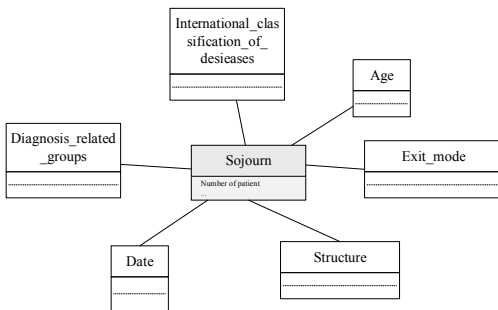 International_clas
sification_of_
desieases
Age
Diagnosis_related
_groups
Sojourn
Number of patient
...
Exit_mode
Date
Structure